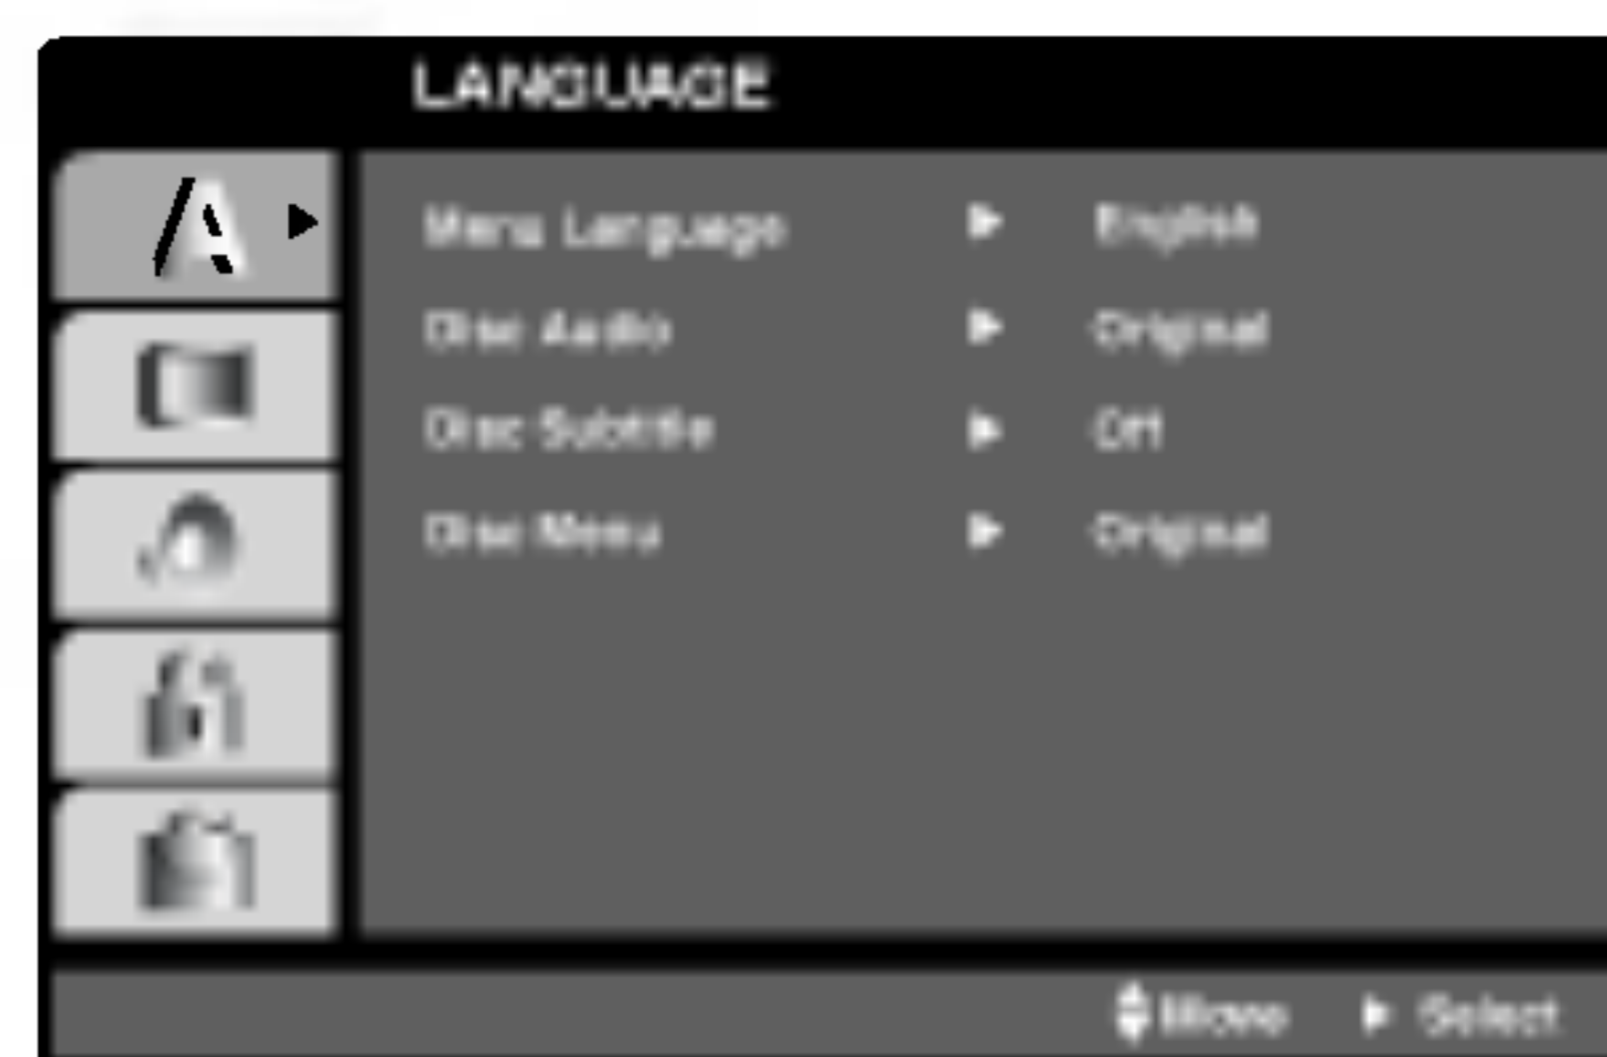 LANGUAGE
Menu Language ▶ English
Disc Audio ▶ Original
Disc Subtitle ▶ Off
Disc Menu ▶ Original
Move ▶ Select